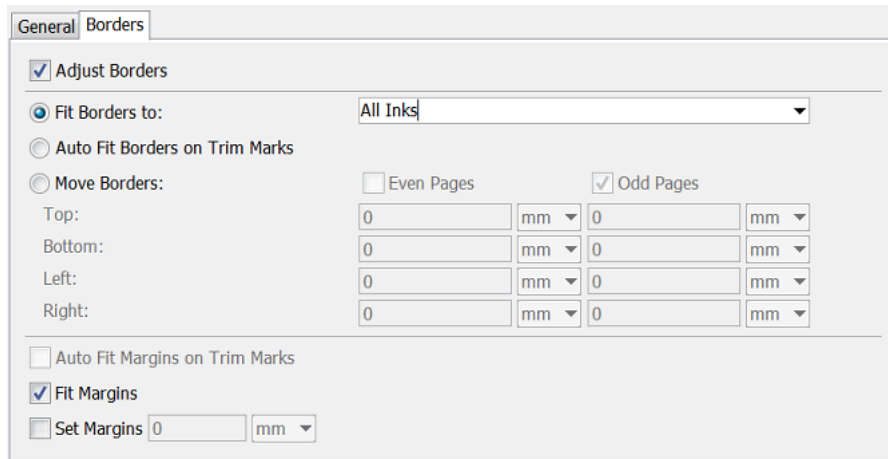 General Borders
Adjust Borders
Fit Borders to: All Inks
Auto Fit Borders on Trim Marks
Move Borders: Even Pages Odd Pages
Top: 0 mm 0 mm
Bottom: 0 mm 0 mm
Left: 0 mm 0 mm
Right: 0 mm 0 mm
Auto Fit Margins on Trim Marks
Fit Margins
Set Margins 0 mm